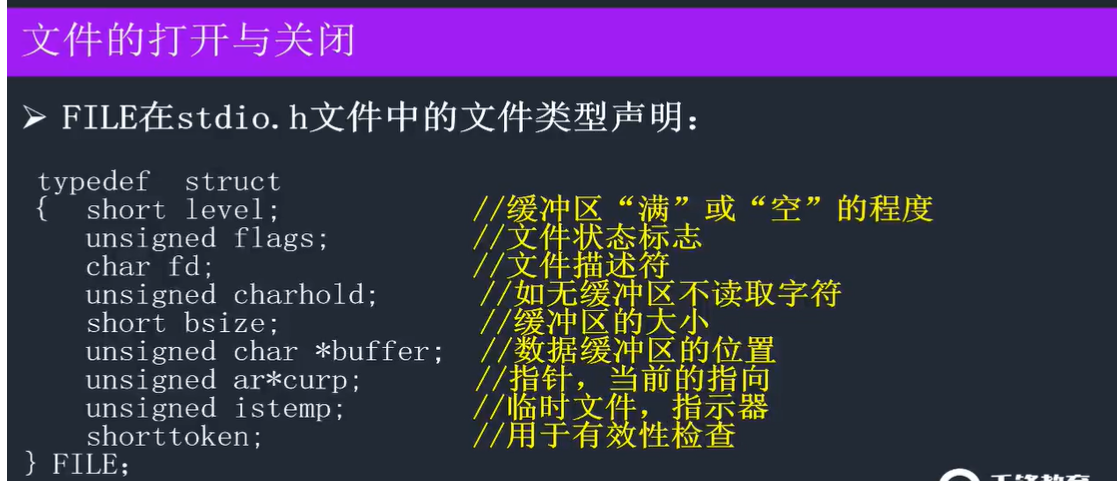 文件的打开与关闭
➢ FILE在stdio.h文件中的文件类型声明：
typedef struct
{ short level; //缓冲区“满”或“空”的程度
unsigned flags; //文件状态标志
char fd; //文件描述符
unsigned charhold; //如无缓冲区不读取字符
short bsize; //缓冲区的大小
unsigned char *buffer; //数据缓冲区的位置
unsigned ar*curp; //指针，当前的指向
unsigned istemp; //临时文件，指示器
shorttoken; //用于有效性检查
} FILE;